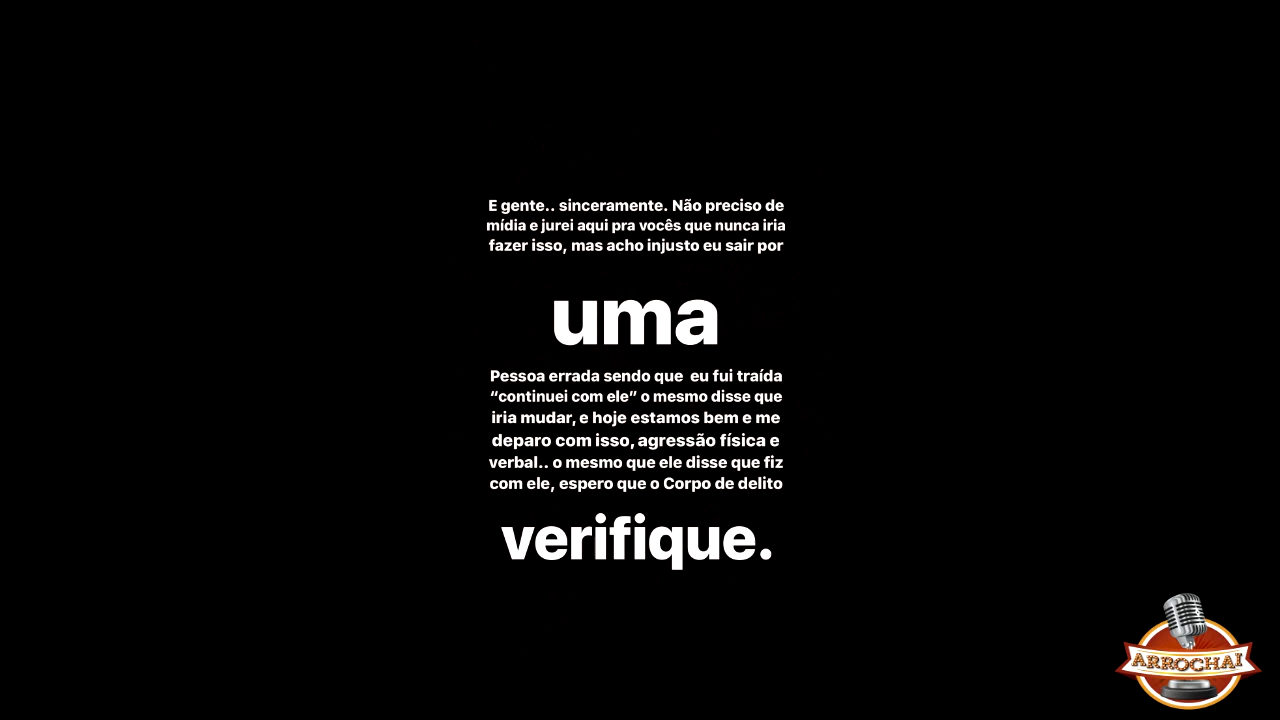 E gente.. sinceramente. Não preciso de
mídia e jurei aqui pra vocês que nunca iria
fazer isso, mas acho injusto eu sair por
uma
Pessoa errada sendo que eu fui traída
“continuei com ele” o mesmo disse que
iria mudar, e hoje estamos bem e me
deparo com isso, agressão física e
verbal.. o mesmo que ele disse que fiz
com ele, espero que o Corpo de delito
verifique.
ARROCHAÍ